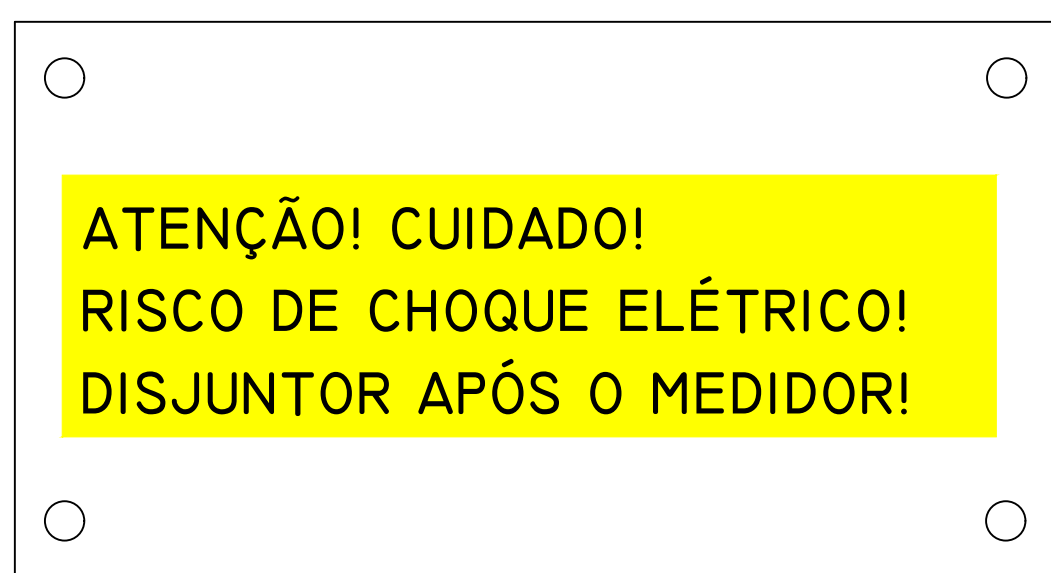 ATENÇÃO! CUIDADO!
RISCO DE CHOQUE ELÉTRICO!
DISJUNTOR APÓS O MEDIDOR!